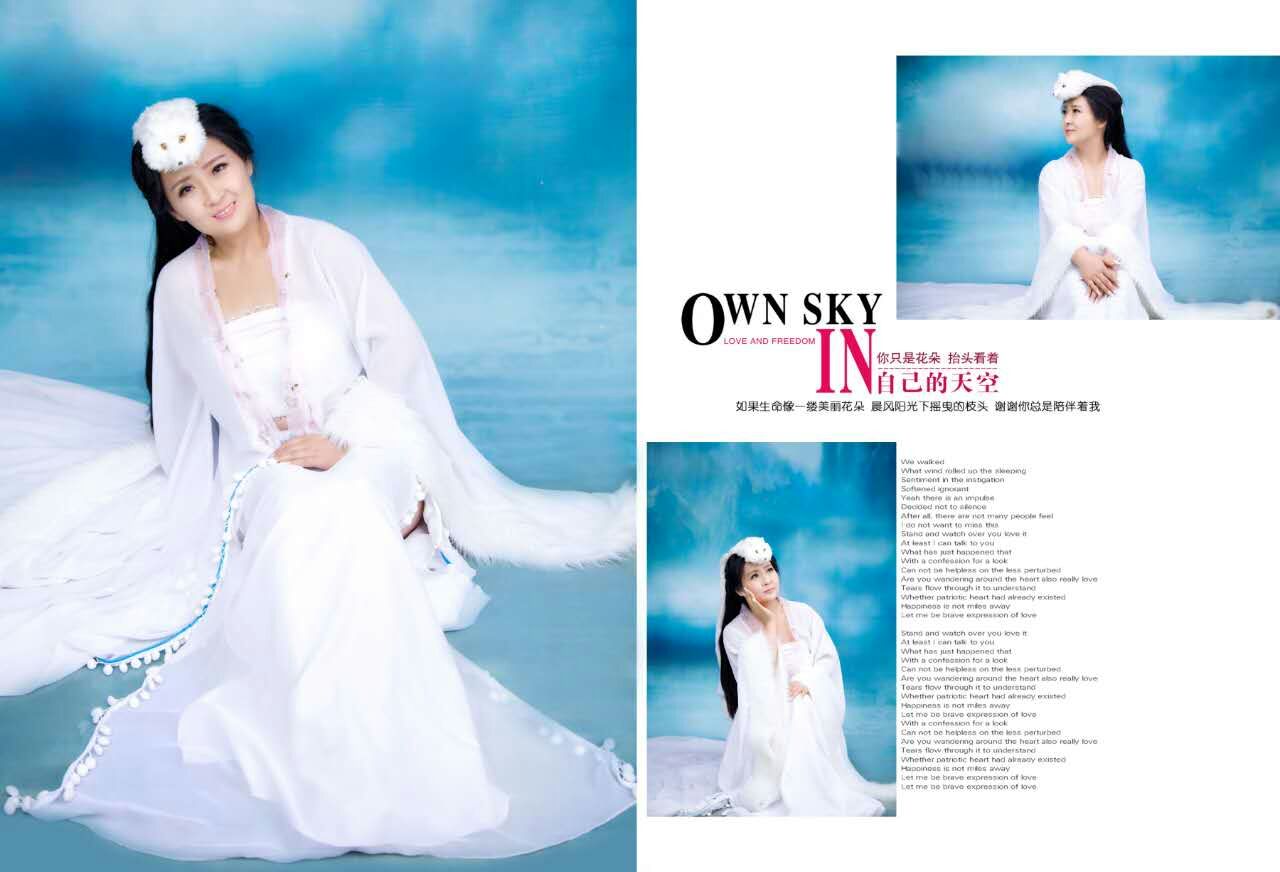 OWN SKY
LOVE AND FREEDOM
IN
你只是花朵 抬头看着
自己的天空
如果生命像一缕美丽花朵 晨风阳光下摇曳的枝头 谢谢你总是陪伴着我
We walked
What wind rolled up the sleeping
Sentiment in the instigation
Softened ignorant
Yeah there is an impulse
Decided not to silence
After all, there are not many people feel
I do not want to miss this
Stand and watch over you love it
At least I can talk to you
What has just happened that
With a confession for a look
Can not be helpless on the less perturbed
Are you wandering around the heart also really love
Tears flow through it to understand
Whether patriotic heart had already existed
Happiness is not miles away
Let me be brave expression of love
Stand and watch over you love it
At least I can talk to you
What has just happened that
With a confession for a look
Can not be helpless on the less perturbed
Are you wandering around the heart also really love
Tears flow through it to understand
Whether patriotic heart had already existed
Happiness is not miles away
Let me be brave expression of love
With a confession for a look
Can not be helpless on the less perturbed
Are you wandering around the heart also really love
Tears flow through it to understand
Whether patriotic heart had already existed
Happiness is not miles away
Let me be brave expression of love
Let me be brave expression of love